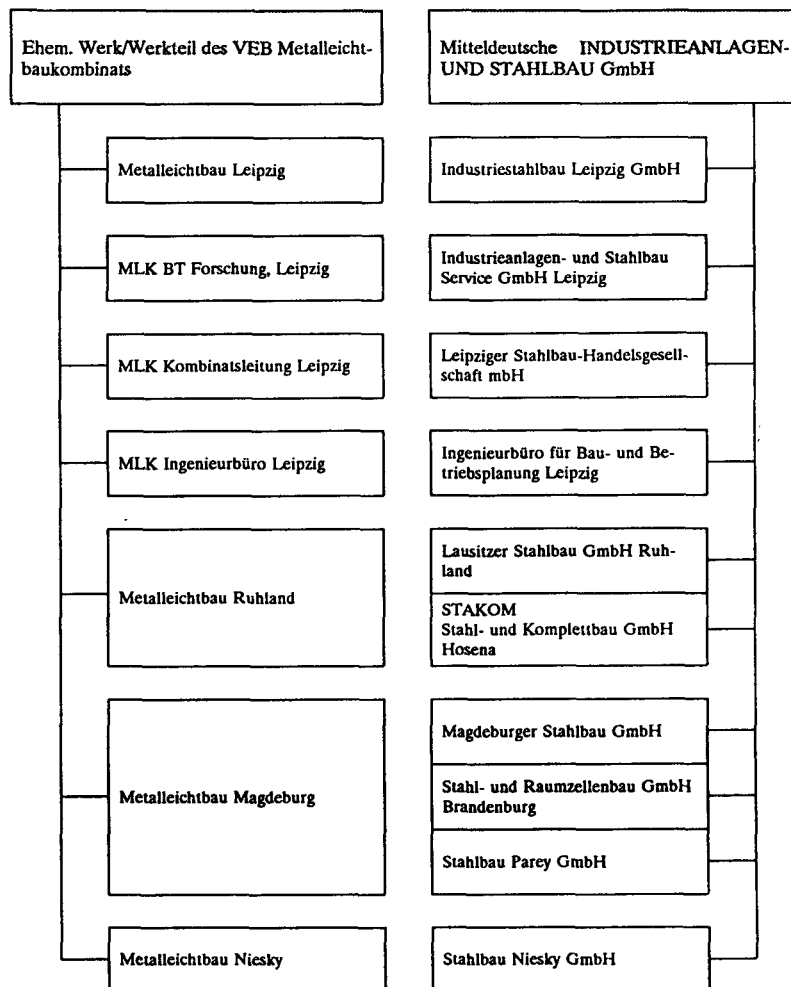 Ehem. Werk/Werkteil des VEB Metalleicht-
baukombinats
Mitteldeutsche INDUSTRIEANLAGEN-
UND STAHLBAU GmbH
Metalleichtbau Leipzig
Industriestahlbau Leipzig GmbH
MLK BT Forschung, Leipzig
Industrieanlagen- und Stahlbau
Service GmbH Leipzig
MLK Kombinatsleitung Leipzig
Leipziger Stahlbau-Handelsgesell-
schaft mbH
MLK Ingenieurbüro Leipzig
Ingenieurbüro für Bau- und Be-
triebsplanung Leipzig
Metalleichtbau Ruhland
Lausitzer Stahlbau GmbH Ruh-
land
STAKOM
Stahl- und Komplettbau GmbH
Hosena
Metalleichtbau Magdeburg
Magdeburger Stahlbau GmbH
Stahl- und Raumzellenbau GmbH
Brandenburg
Stahlbau Parey GmbH
Metalleichtbau Niesky
Stahlbau Niesky GmbH